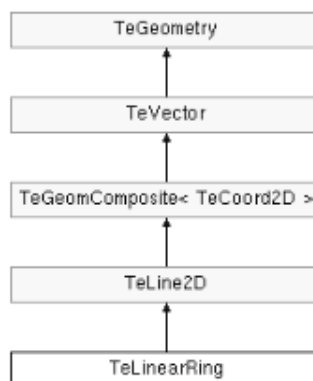 TeGeometry
TeVector
TeGeomComposite< TeCoord2D >
TeLine2D
TeLinearRing